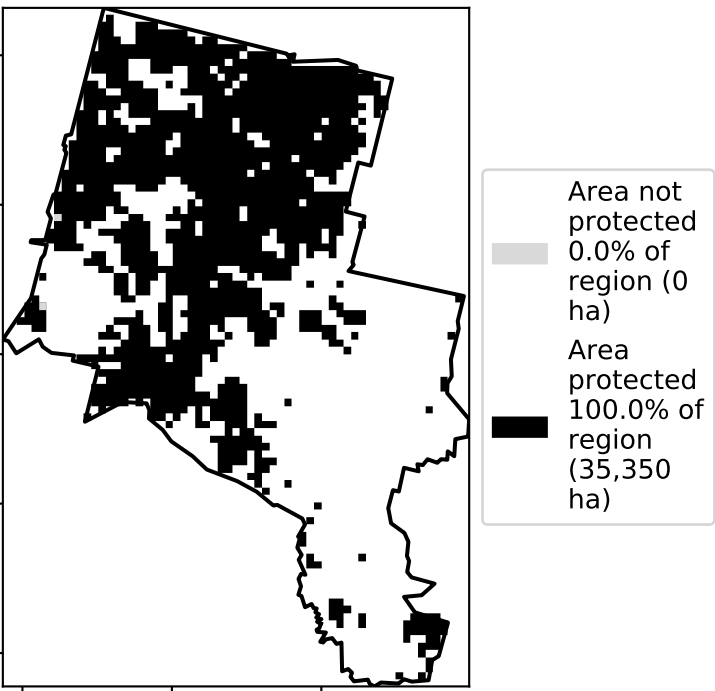 Area not
protected
0.0% of
region (0
ha)
Area
protected
100.0% of
region
(35,350
ha)